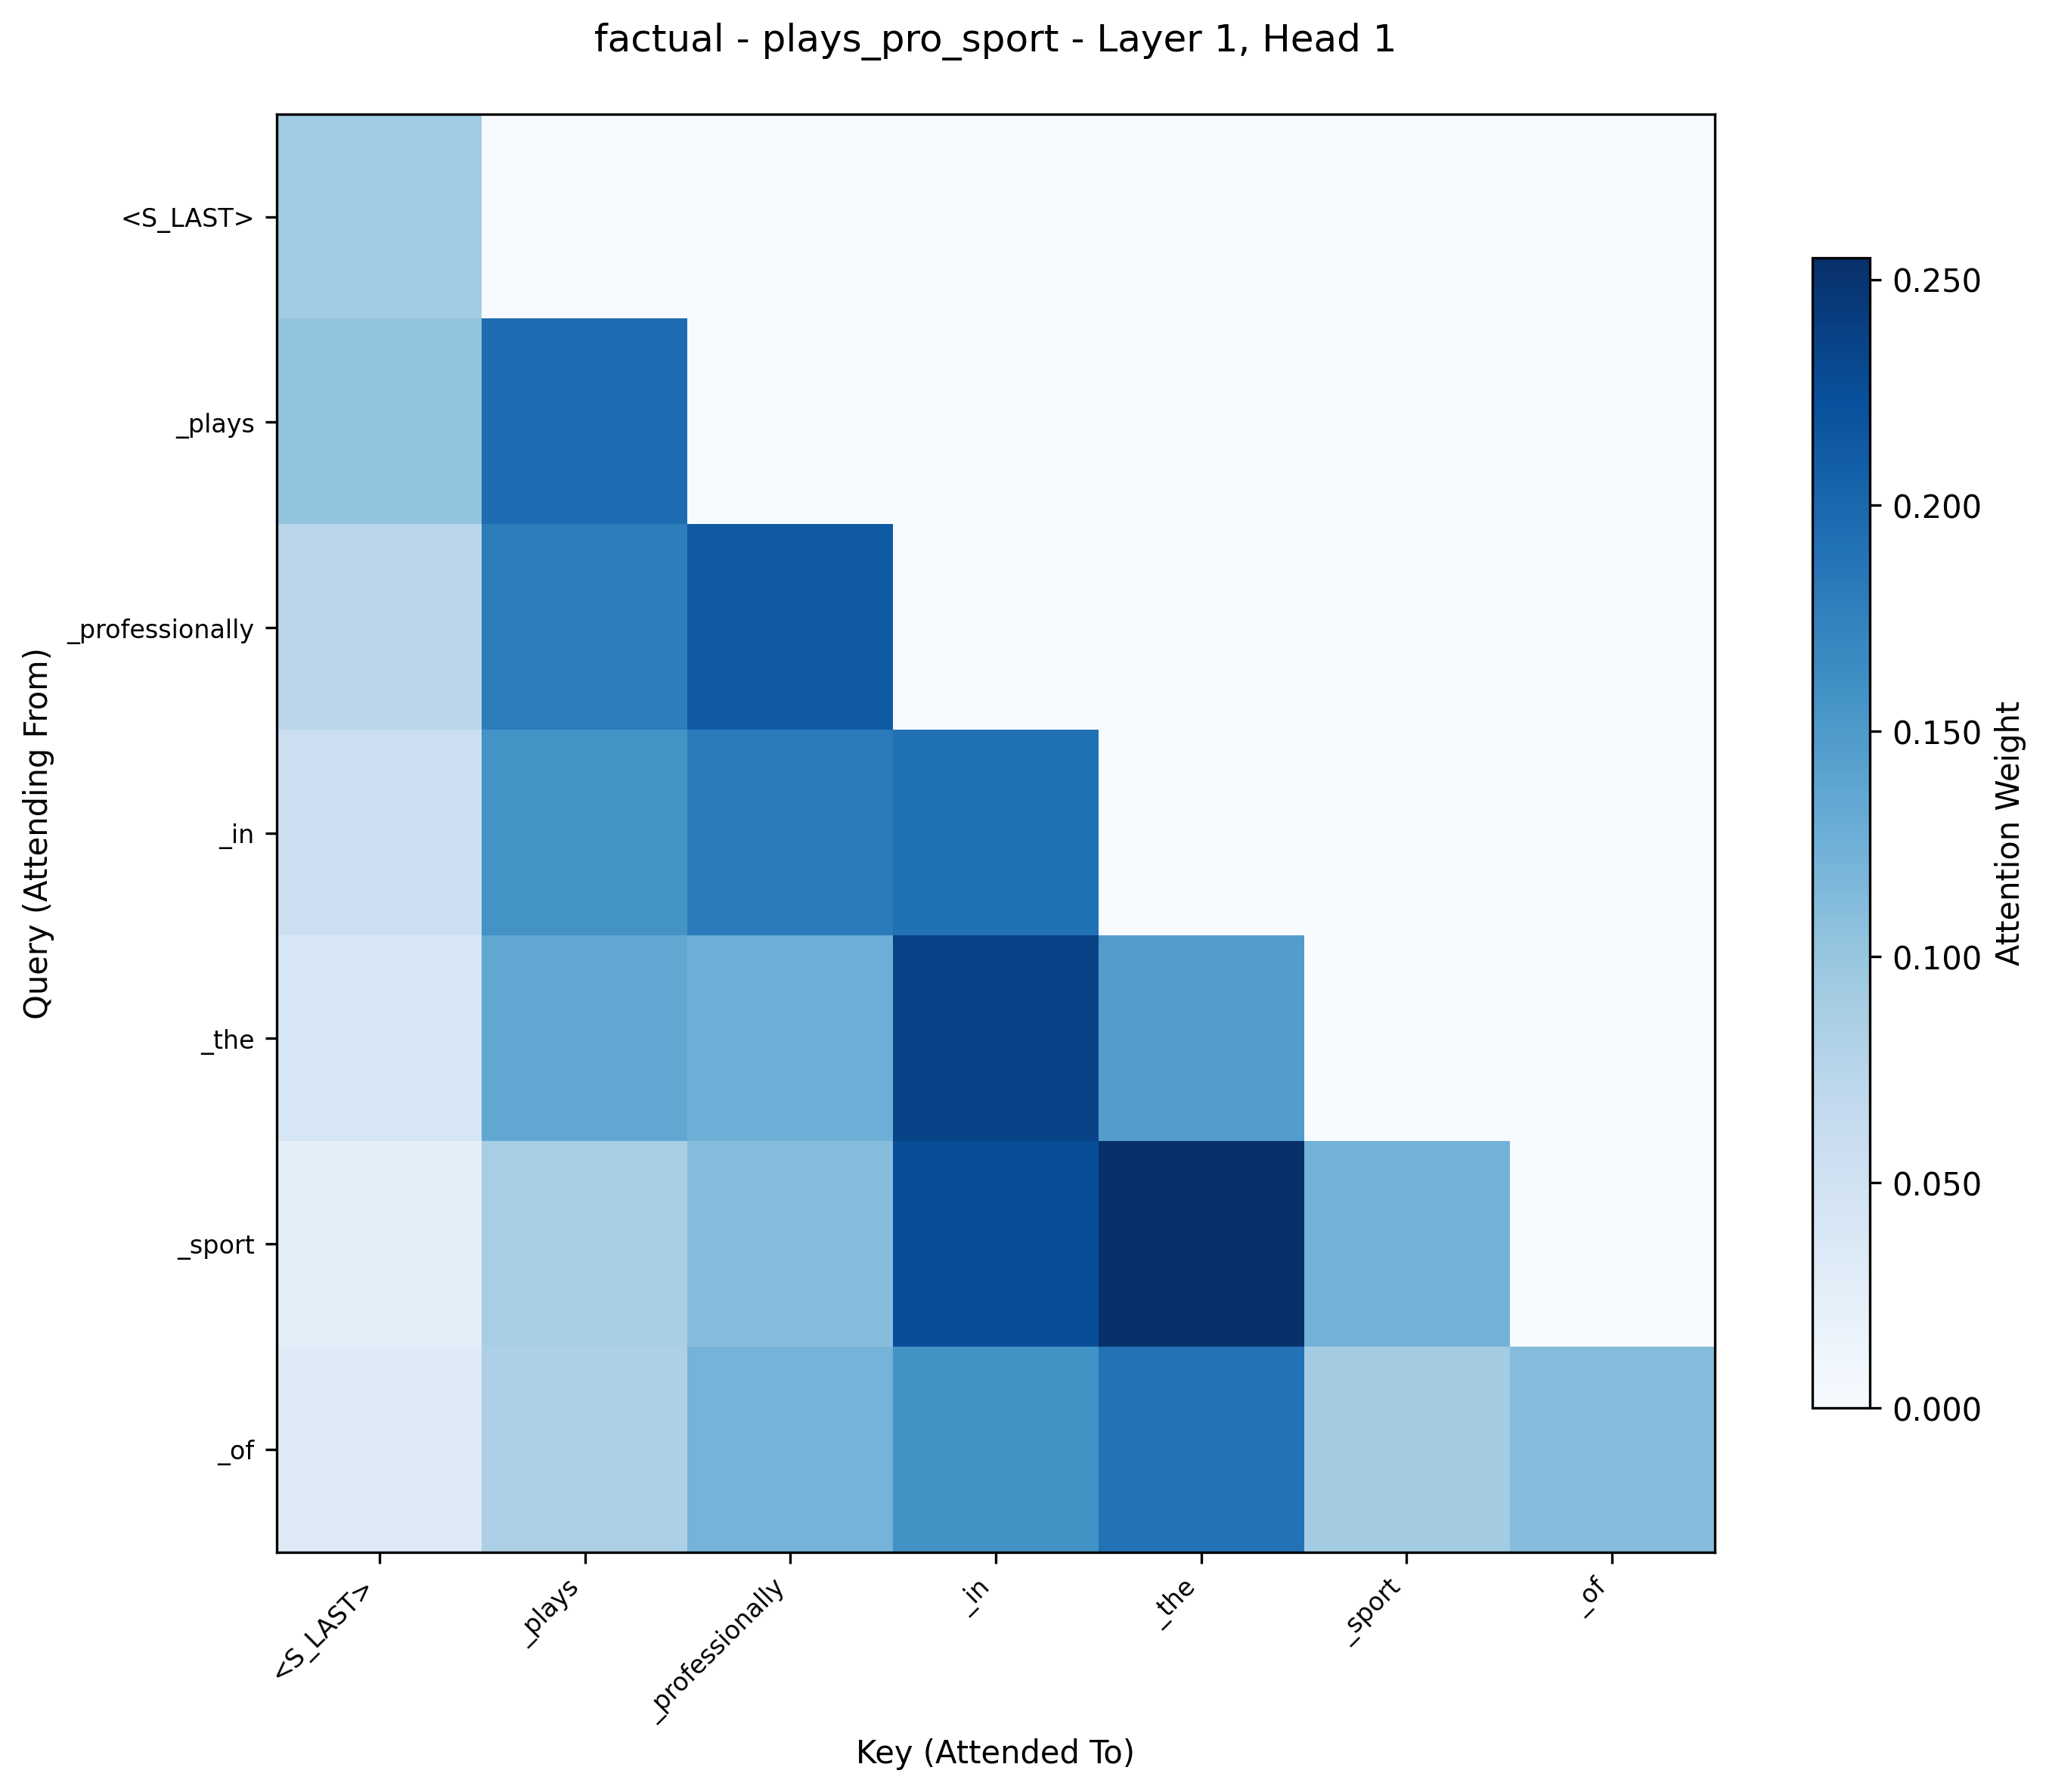 factual - plays_pro_sport - Layer 1, Head 1
<S_LAST>
_plays
_professionally
_in
_the
_sport
_of
Query (Attending From)
<S_LAST>
_plays
_professionally
_in
_the
_sport
_of
Key (Attended To)
0.250
0.200
0.150
0.100
0.050
0.000
Attention Weight